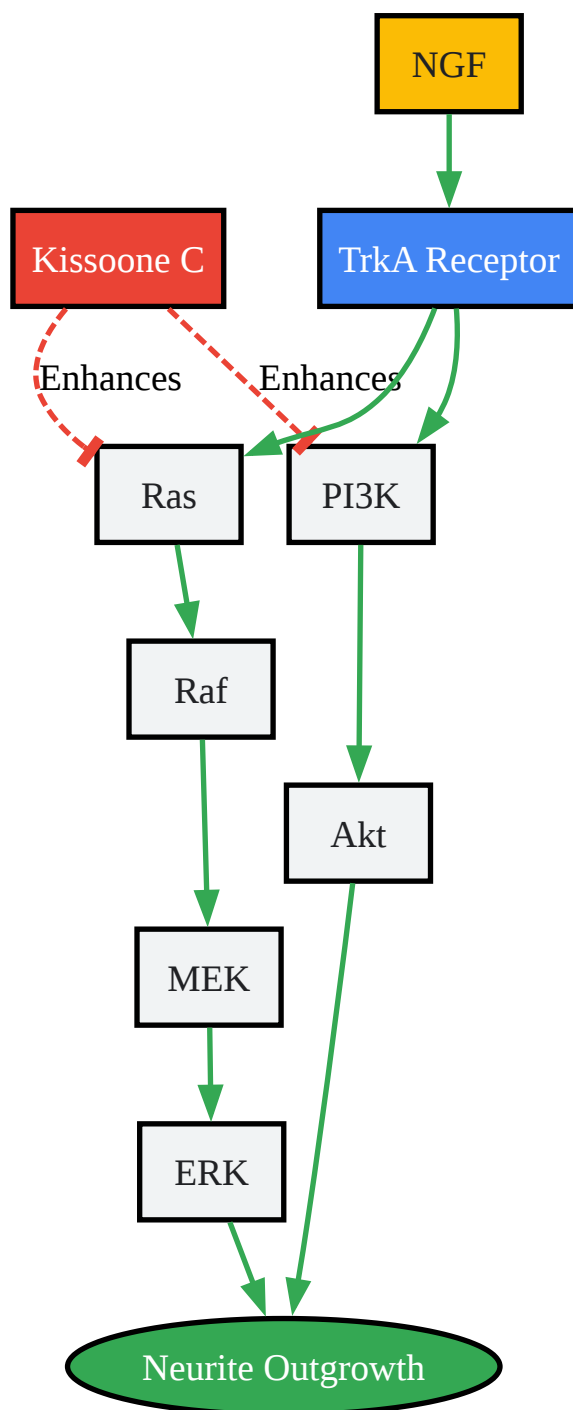 NGF
Kissoone C
TrkA Receptor
Enhances
Enhances
Ras
PI3K
Raf
Akt
MEK
ERK
Neurite Outgrowth